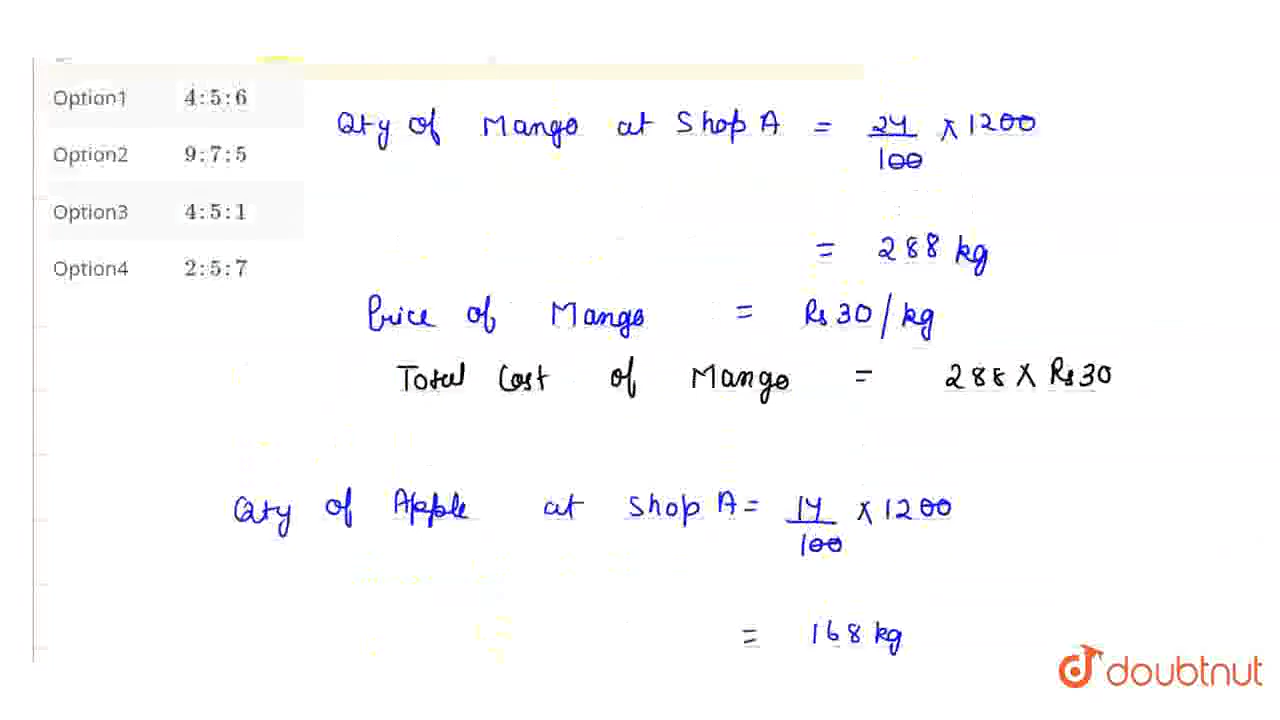 Option1 4:5:6
Option2 9:7:5
Option3 4:5:1
Option4 2:5:7
Qty of Mango at Shop A = 24/100 × 1200
= 288 kg
Price of Mango = Rs 30/kg
Total Cost of Mango = 288 × Rs 30
Qty of Apple at Shop A = 14/100 × 1200
= 168 kg
doubtnut